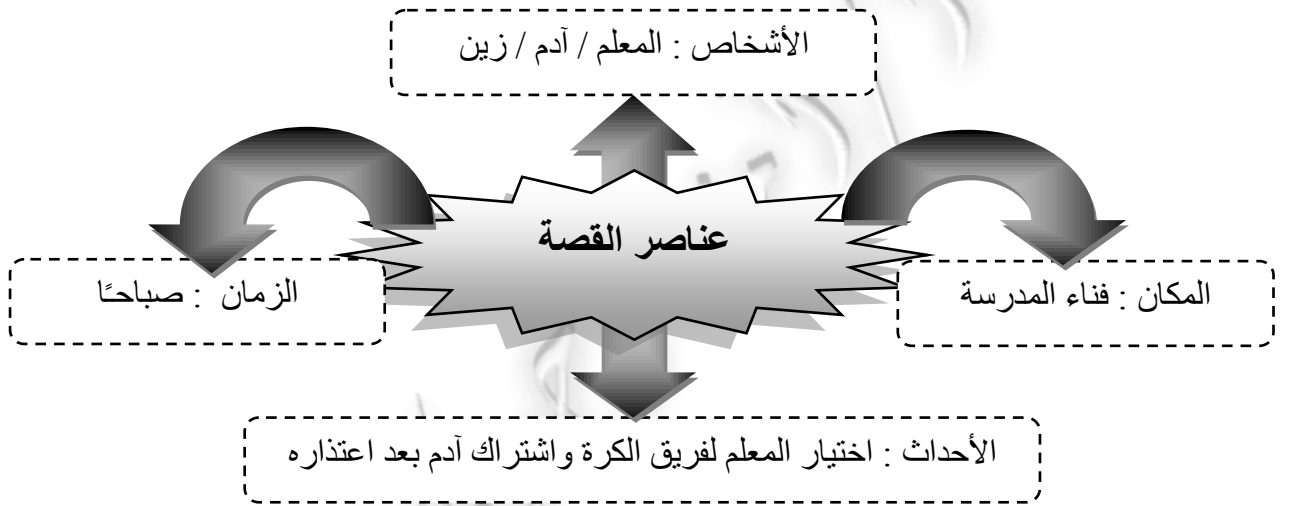 الأشخاص : المعلم / آدم / زين
عناصر القصة
المكان : فناء المدرسة
الزمان : صباحًا
الأحداث : اختيار المعلم لفريق الكرة واشتراك آدم بعد اعتذاره